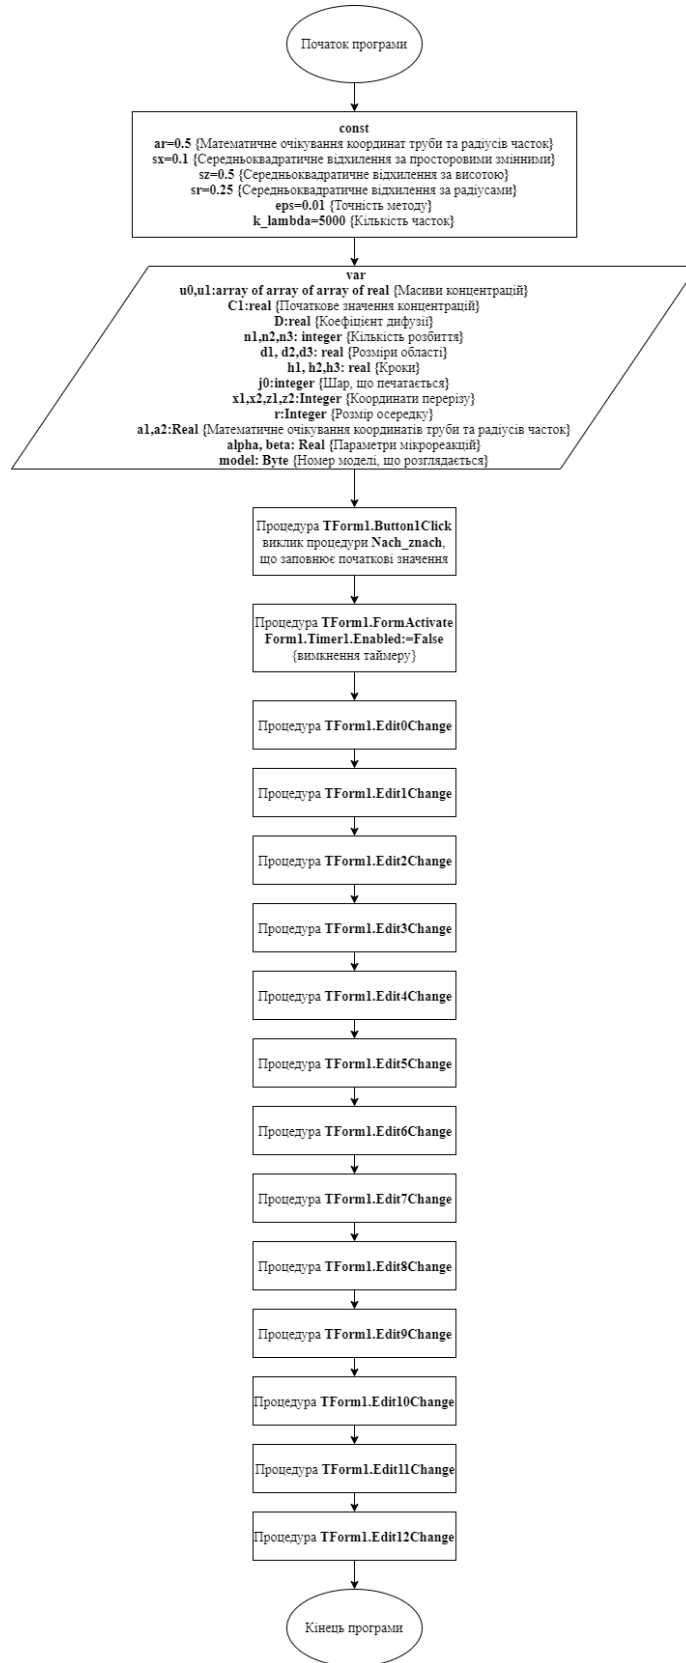 Початок програми
const
ar=0.5 {Математичне очікування координат труби та радіусів часток}
sx=0.1 {Середньоквадратичне відхилення за просторовими змінними}
sz=0.5 {Середньоквадратичне відхилення за висотою}
sr=0.25 {Середньоквадратичне відхилення за радіусами}
eps=0.01 {Точність методу}
k_lambda=5000 {Кількість часток}
var
u0,u1:array of array of array of real {Масиви концентрацій}
C1:real {Початкове значення концентрацій}
D:real {Коефіцієнт дифузії}
n1,n2,n3: integer {Кількість розбиття}
d1, d2,d3: real {Розміри області}
h1, h2,h3: real {Кроки}
j0:integer {Шар, що печатається}
x1,x2,z1,z2:Integer {Координати перерізу}
r:Integer {Розмір осередку}
a1,a2:Real {Математичне очікування координатів труби та радіусів часток}
alpha, beta: Real {Параметри мікрореакцій}
model: Byte {Номер моделі, що розглядається}
Процедура TForm1.Button1Click
виклик процедури Nach_znach,
що заповнює початкові значення
Процедура TForm1.FormActivate
Form1.Timer1.Enabled:=False
{вимкнення таймеру}
Процедура TForm1.Edit0Change
Процедура TForm1.Edit1Change
Процедура TForm1.Edit2Change
Процедура TForm1.Edit3Change
Процедура TForm1.Edit4Change
Процедура TForm1.Edit5Change
Процедура TForm1.Edit6Change
Процедура TForm1.Edit7Change
Процедура TForm1.Edit8Change
Процедура TForm1.Edit9Change
Процедура TForm1.Edit10Change
Процедура TForm1.Edit11Change
Процедура TForm1.Edit12Change
Кінець програми